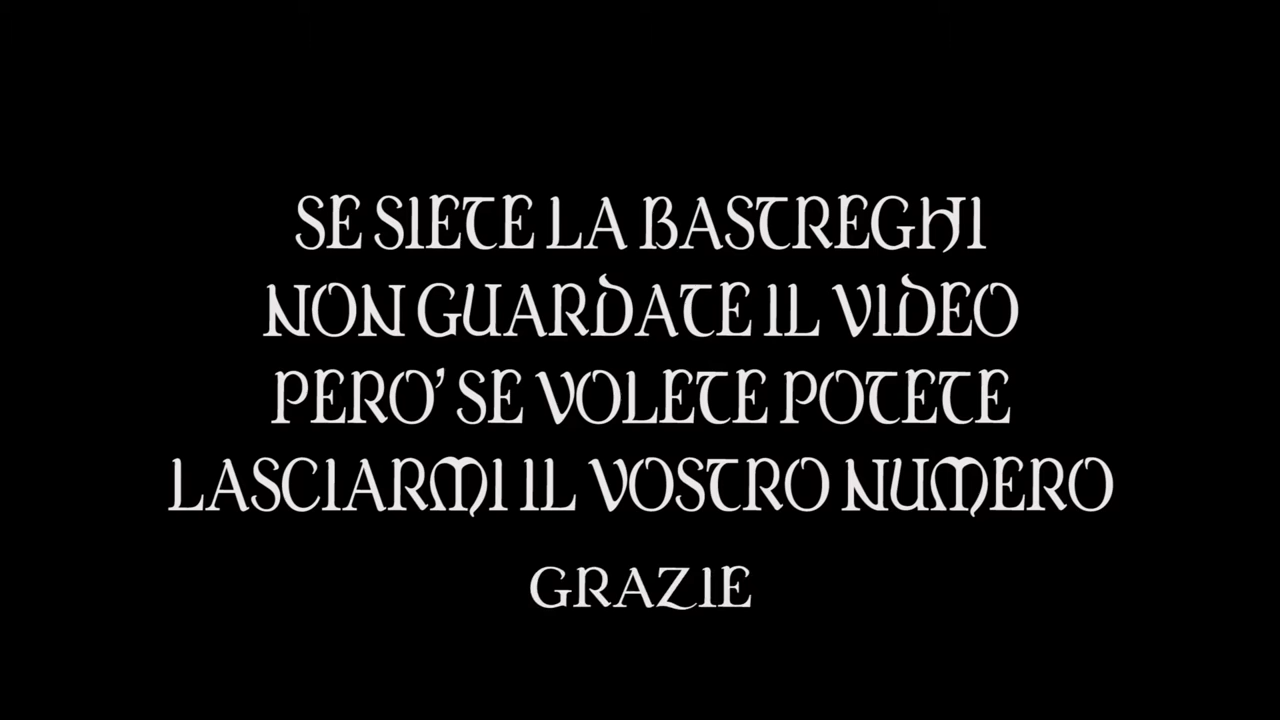 SE SIETE LA BASTREGHI
NON GUARDATE IL VIDEO
PERO' SE VOLETE POTETE
LASCIARMI IL VOSTRO NUMERO
GRAZIE